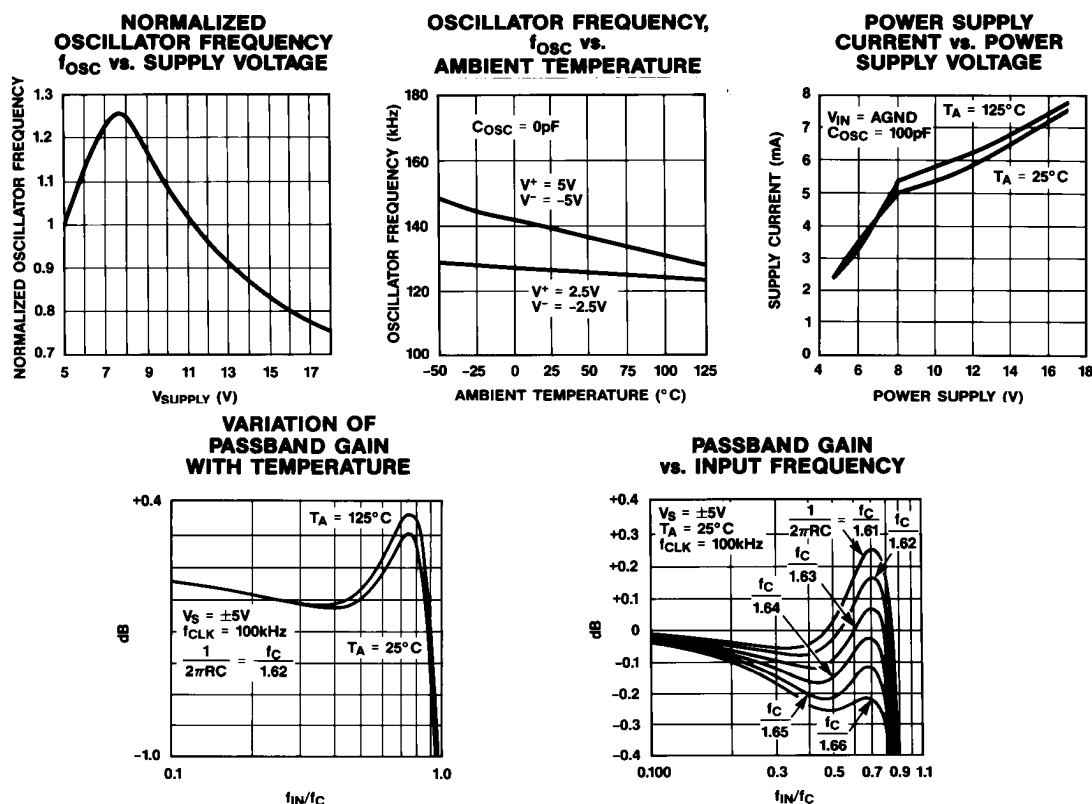 NORMALIZED
OSCILLATOR FREQUENCY
fOSC vs. SUPPLY VOLTAGE
NORMALIZED OSCILLATOR FREQUENCY
1.3
1.2
1.1
1
0.9
0.8
0.7
5 7 9 11 13 15 17
VSUPPLY (V)
OSCILLATOR FREQUENCY,
fOSC vs.
AMBIENT TEMPERATURE
OSCILLATOR FREQUENCY (kHz)
180
160
140
120
100
COSC = 0pF
V+ = 5V
V- = -5V
V+ = 2.5V
V- = -2.5V
-50 -25 0 25 50 75 100 125
AMBIENT TEMPERATURE (°C)
POWER SUPPLY
CURRENT vs. POWER
SUPPLY VOLTAGE
SUPPLY CURRENT (mA)
8
7
6
5
4
3
2
1
0
VIN = AGND
COSC = 100pF
TA = 125°C
TA = 25°C
4 6 8 10 12 14 16 18
POWER SUPPLY (V)
VARIATION OF
PASSBAND GAIN
WITH TEMPERATURE
dB
+0.4
-1.0
TA = 125°C
VS = ±5V
fCLK = 100kHz
1/2πRC = fC/1.62
TA = 25°C
0.1 1.0
fIN/fC
PASSBAND GAIN
vs. INPUT FREQUENCY
dB
+0.4
+0.3
+0.2
+0.1
0
-0.1
-0.2
-0.3
-0.4
VS = ±5V
TA = 25°C
fCLK = 100kHz
1/2πRC = fC/1.61
fC/1.62
fC/1.63
fC/1.64
fC/1.65
fC/1.66
0.100 0.3 0.5 0.7 0.9 1.1
fIN/fC